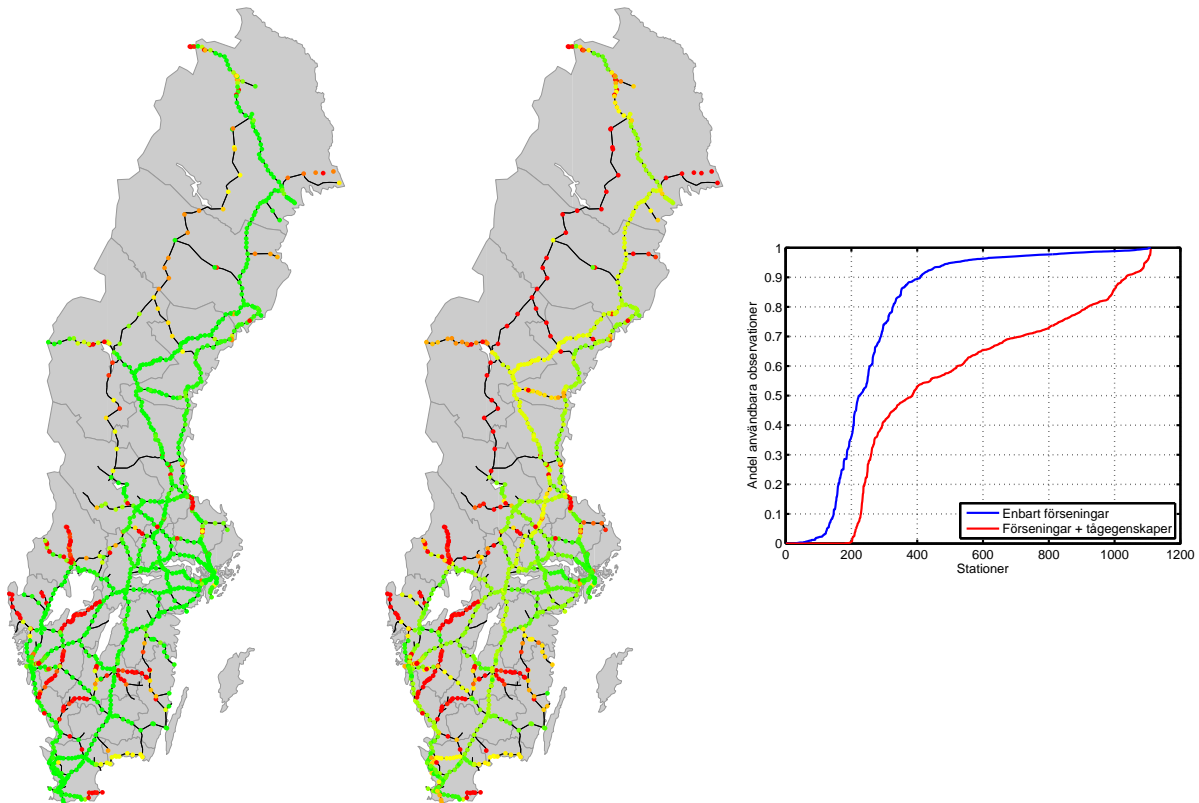 1
0.9
0.8
0.7
0.6
0.5
0.4
0.3
0.2
0.1
0
Andel användbara observationer
0 200 400 600 800 1000 1200
Stationer
Enbart förseningar
Förseningar + tågegenskaper